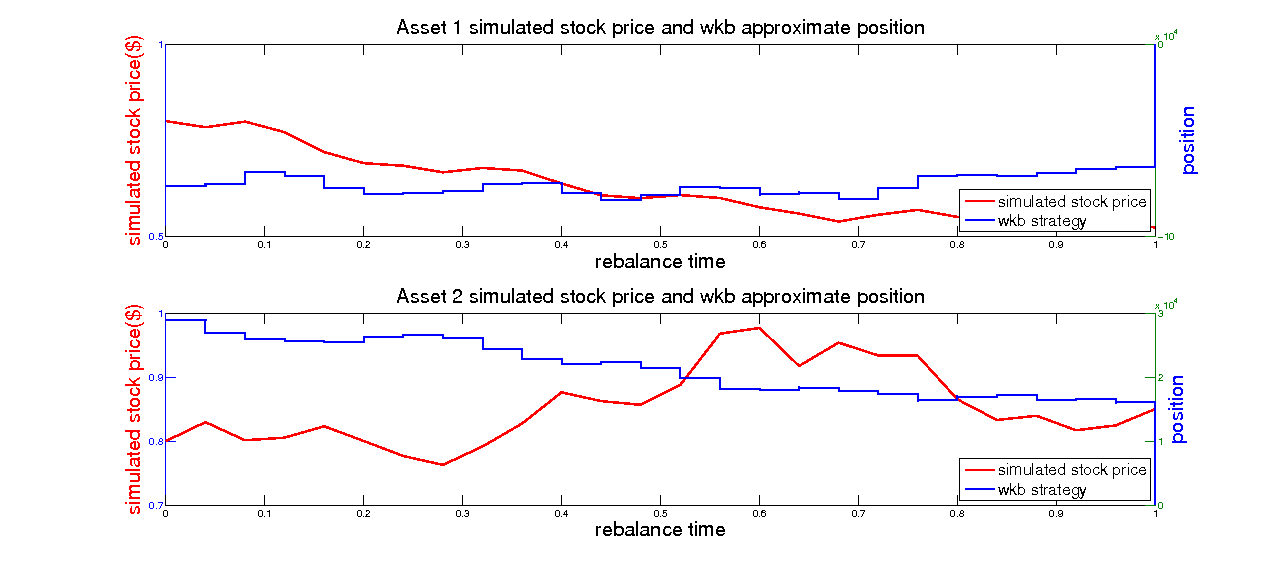 Asset 1 simulated stock price and wkb approximate position
simulated stock price($)
1
0.5
x 10^4
0
-10
position
simulated stock price
wkb strategy
0 0.1 0.2 0.3 0.4 0.5 0.6 0.7 0.8 0.9 1
rebalance time
Asset 2 simulated stock price and wkb approximate position
simulated stock price($)
1
0.9
0.8
0.7
x 10^4
3
2
1
0
position
simulated stock price
wkb strategy
0 0.1 0.2 0.3 0.4 0.5 0.6 0.7 0.8 0.9 1
rebalance time